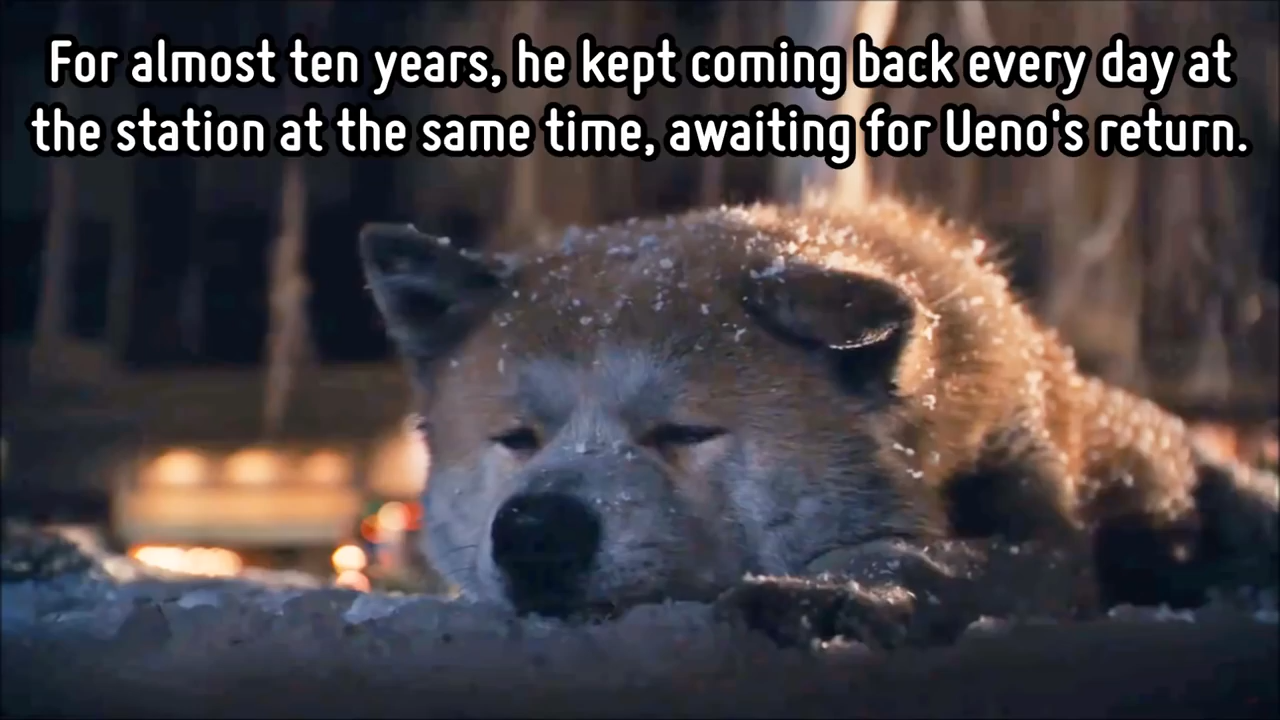 For almost ten years, he kept coming back every day at
the station at the same time, awaiting for Ueno's return.